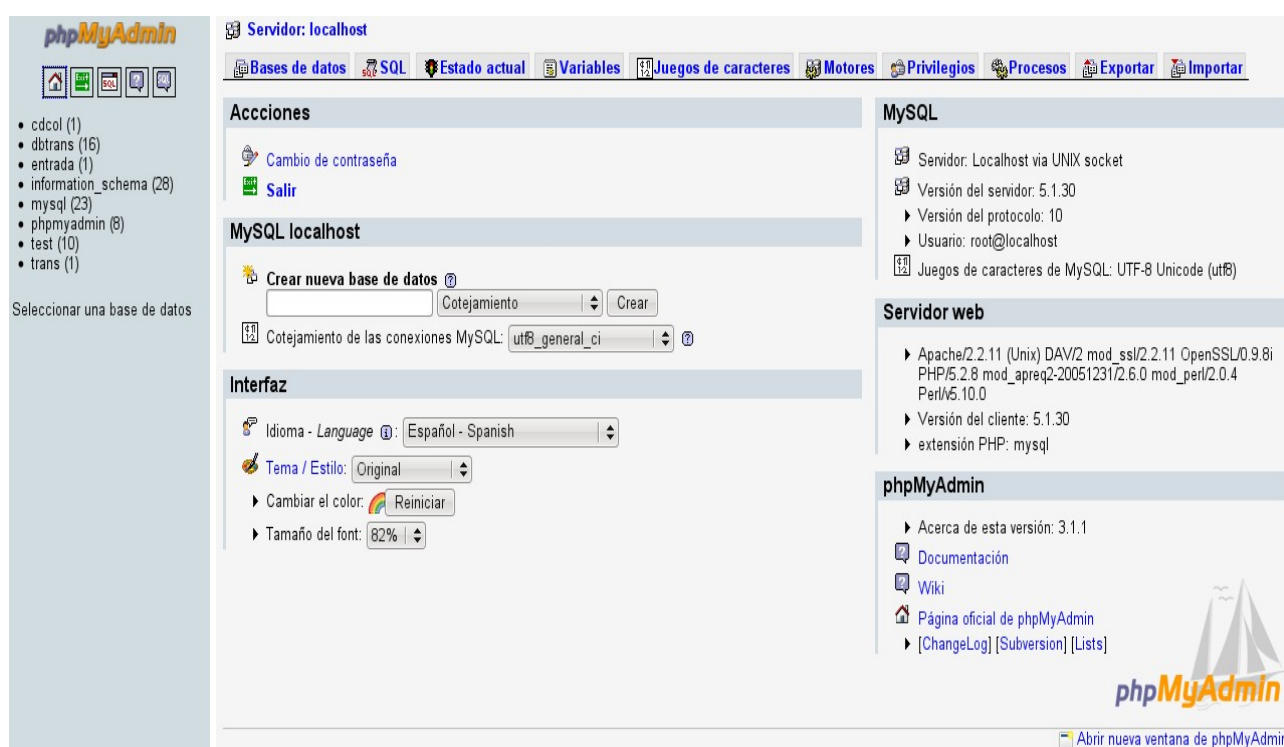 phpMyAdmin
cdcol (1)
dbtrans (16)
entrada (1)
information_schema (28)
mysql (23)
phpmyadmin (8)
test (10)
trans (1)
Seleccionar una base de datos
Servidor: localhost
Bases de datos SQL Estado actual Variables Juegos de caracteres Motores Privilegios Procesos Exportar Importar
Accciones
Cambio de contraseña
Salir
MySQL localhost
Crear nueva base de datos
Cotejamiento Crear
Cotejamiento de las conexiones MySQL: utf8_general_ci
Interfaz
Idioma - Language : Español - Spanish
Tema / Estilo: Original
Cambiar el color: Reiniciar
Tamaño del font: 82%
MySQL
Servidor: Localhost via UNIX socket
Versión del servidor: 5.1.30
Versión del protocolo: 10
Usuario: root@localhost
Juegos de caracteres de MySQL: UTF-8 Unicode (utf8)
Servidor web
Apache/2.2.11 (Unix) DAV/2 mod_ssl/2.2.11 OpenSSL/0.9.8i
PHP/5.2.8 mod_apreq2-20051231/2.6.0 mod_perl/2.0.4
Perl/v5.10.0
Versión del cliente: 5.1.30
extensión PHP: mysql
phpMyAdmin
Acerca de esta versión: 3.1.1
Documentación
Wiki
Página oficial de phpMyAdmin
[ChangeLog] [Subversion] [Lists]
phpMyAdmin
Abrir nueva ventana de phpMyAdmin